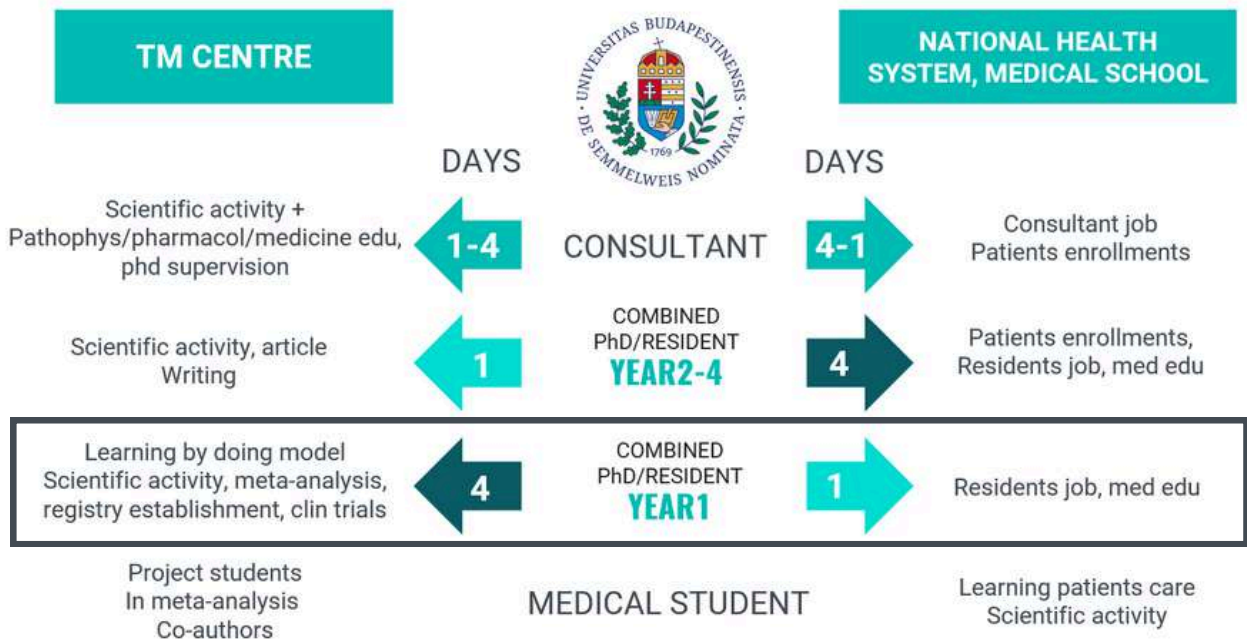 TM CENTRE
UNIVERSITAS BUDAPESTINENSIS
DE SEMMELWEIS NOMINATA
1769
NATIONAL HEALTH
SYSTEM, MEDICAL SCHOOL
DAYS
DAYS
Scientific activity +
Pathophys/pharmacol/medicine edu,
phd supervision
1-4
CONSULTANT
4-1
Consultant job
Patients enrollments
Scientific activity, article
Writing
1
COMBINED
PhD/RESIDENT
YEAR2-4
4
Patients enrollments,
Residents job, med edu
Learning by doing model
Scientific activity, meta-analysis,
registry establishment, clin trials
4
COMBINED
PhD/RESIDENT
YEAR1
1
Residents job, med edu
Project students
In meta-analysis
Co-authors
MEDICAL STUDENT
Learning patients care
Scientific activity